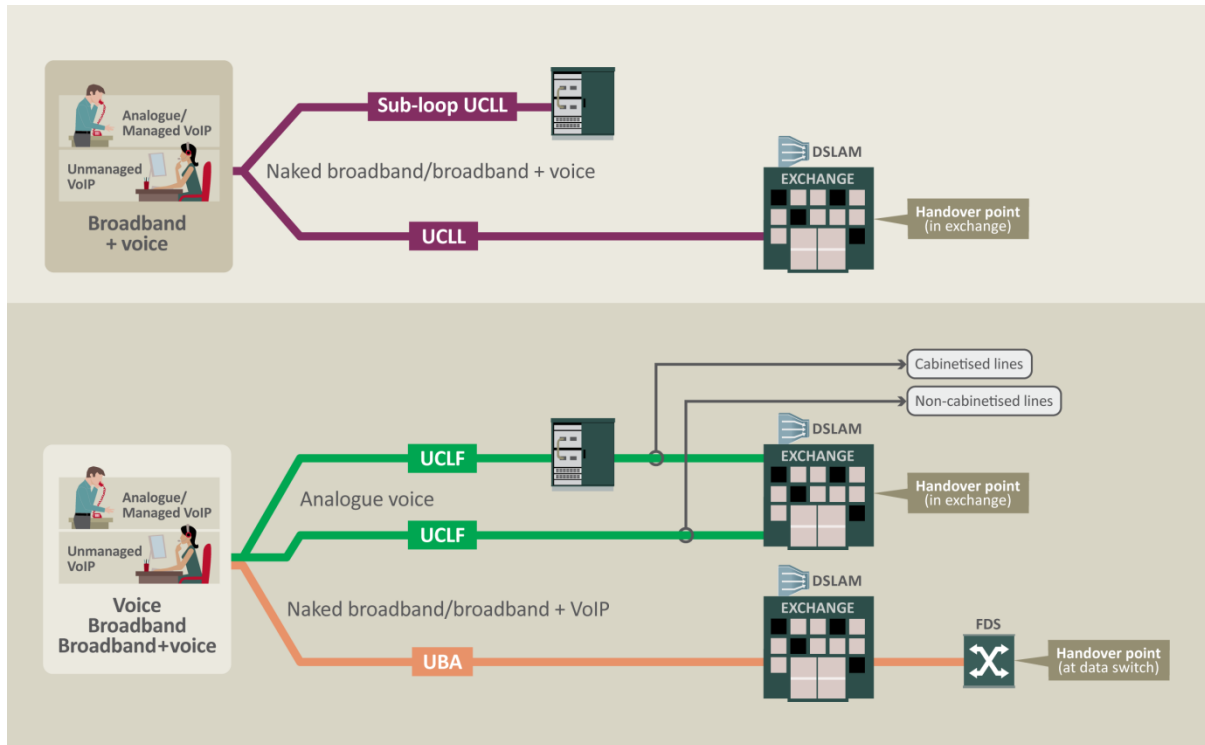 Analogue/
Managed VoIP
Unmanaged
VoIP
Broadband
+ voice
Sub-loop UCLL
Naked broadband/broadband + voice
UCLL
DSLAM
EXCHANGE
Handover point
(in exchange)
Cabinetised lines
Non-cabinetised lines
Analogue/
Managed VoIP
Unmanaged
VoIP
Voice
Broadband
Broadband+voice
UCLF
Analogue voice
UCLF
DSLAM
EXCHANGE
Handover point
(in exchange)
Naked broadband/broadband + VoIP
UBA
DSLAM
EXCHANGE
FDS
Handover point
(at data switch)